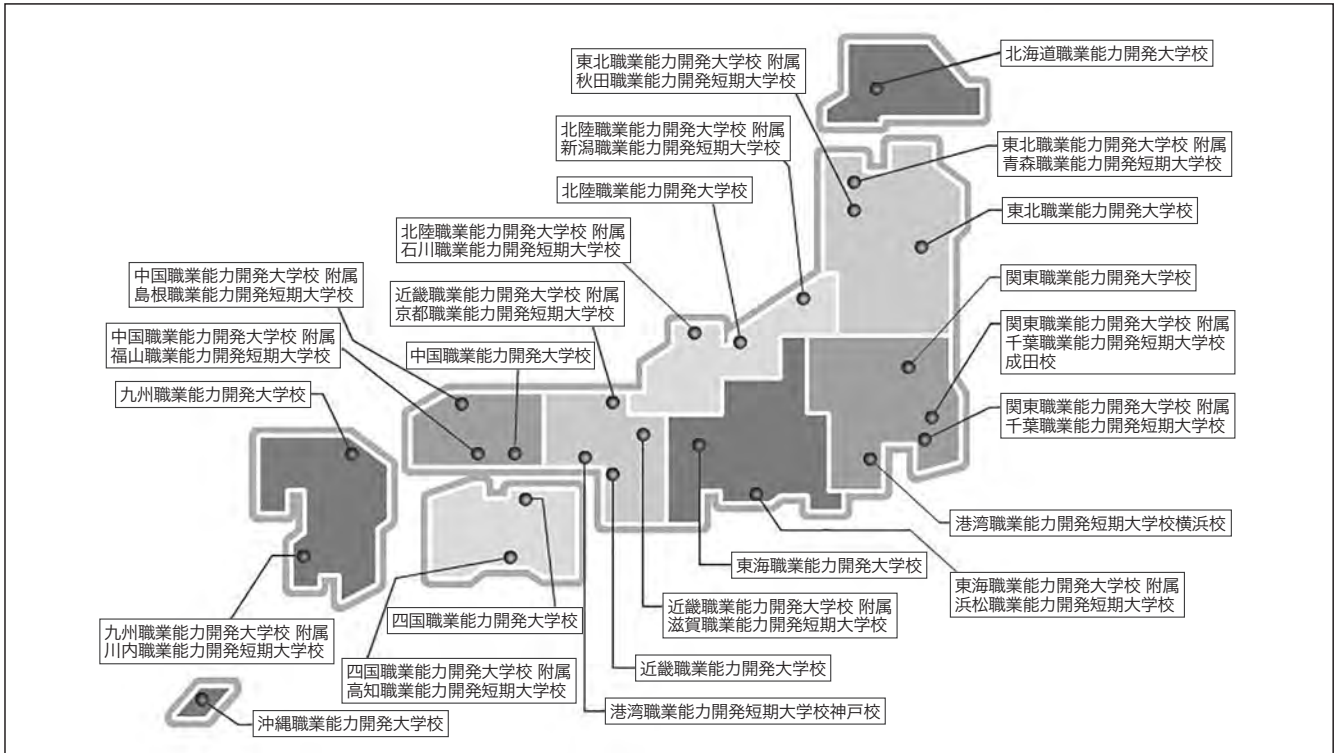 北海道職業能力開発大学校
東北職業能力開発大学校 附属
秋田職業能力開発短期大学校
北陸職業能力開発大学校 附属
新潟職業能力開発短期大学校
東北職業能力開発大学校 附属
青森職業能力開発短期大学校
北陸職業能力開発大学校
東北職業能力開発大学校
北陸職業能力開発大学校 附属
石川職業能力開発短期大学校
中国職業能力開発大学校 附属
島根職業能力開発短期大学校
近畿職業能力開発大学校 附属
京都職業能力開発短期大学校
関東職業能力開発大学校
中国職業能力開発大学校 附属
福山職業能力開発短期大学校
中国職業能力開発大学校
関東職業能力開発大学校 附属
千葉職業能力開発短期大学校
成田校
九州職業能力開発大学校
関東職業能力開発大学校 附属
千葉職業能力開発短期大学校
港湾職業能力開発短期大学校横浜校
東海職業能力開発大学校
東海職業能力開発大学校 附属
浜松職業能力開発短期大学校
近畿職業能力開発大学校 附属
滋賀職業能力開発短期大学校
四国職業能力開発大学校
九州職業能力開発大学校 附属
川内職業能力開発短期大学校
四国職業能力開発大学校 附属
高知職業能力開発短期大学校
近畿職業能力開発大学校
港湾職業能力開発短期大学校神戸校
沖縄職業能力開発大学校